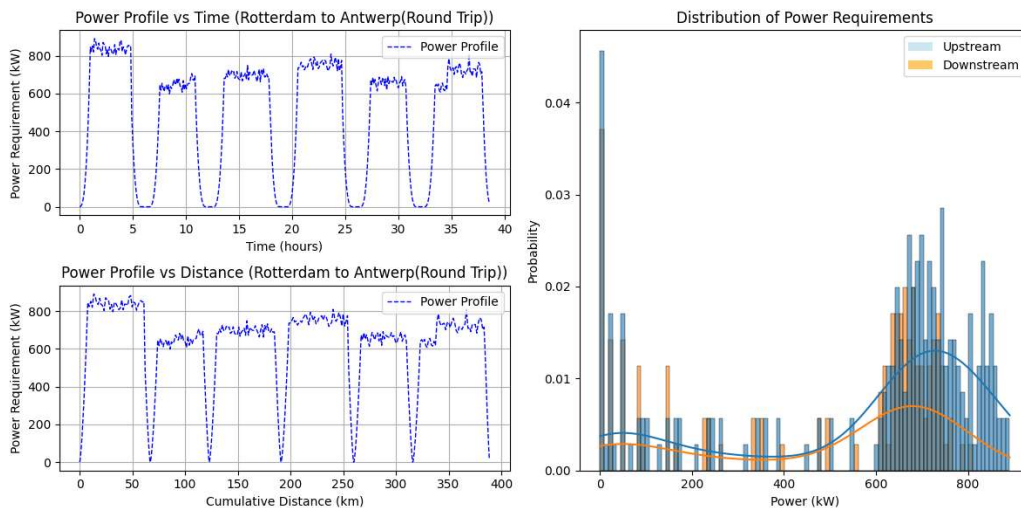 Power Profile vs Time (Rotterdam to Antwerp(Round Trip))
Power Requirement (kW)
800
600
400
200
0
Power Profile
0 5 10 15 20 25 30 35 40
Time (hours)
Power Profile vs Distance (Rotterdam to Antwerp(Round Trip))
Power Requirement (kW)
800
600
400
200
0
Power Profile
0 50 100 150 200 250 300 350 400
Cumulative Distance (km)
Distribution of Power Requirements
Probability
0.04
0.03
0.02
0.01
0.00
Upstream
Downstream
0 200 400 600 800
Power (kW)